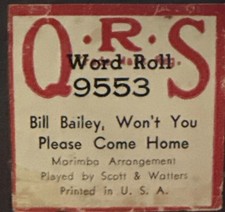 Q·R·S
Word Roll
9553
Bill Bailey, Won't You
Please Come Home
Marimba Arrangement
Played by Scott & Watters
Printed in U. S. A.